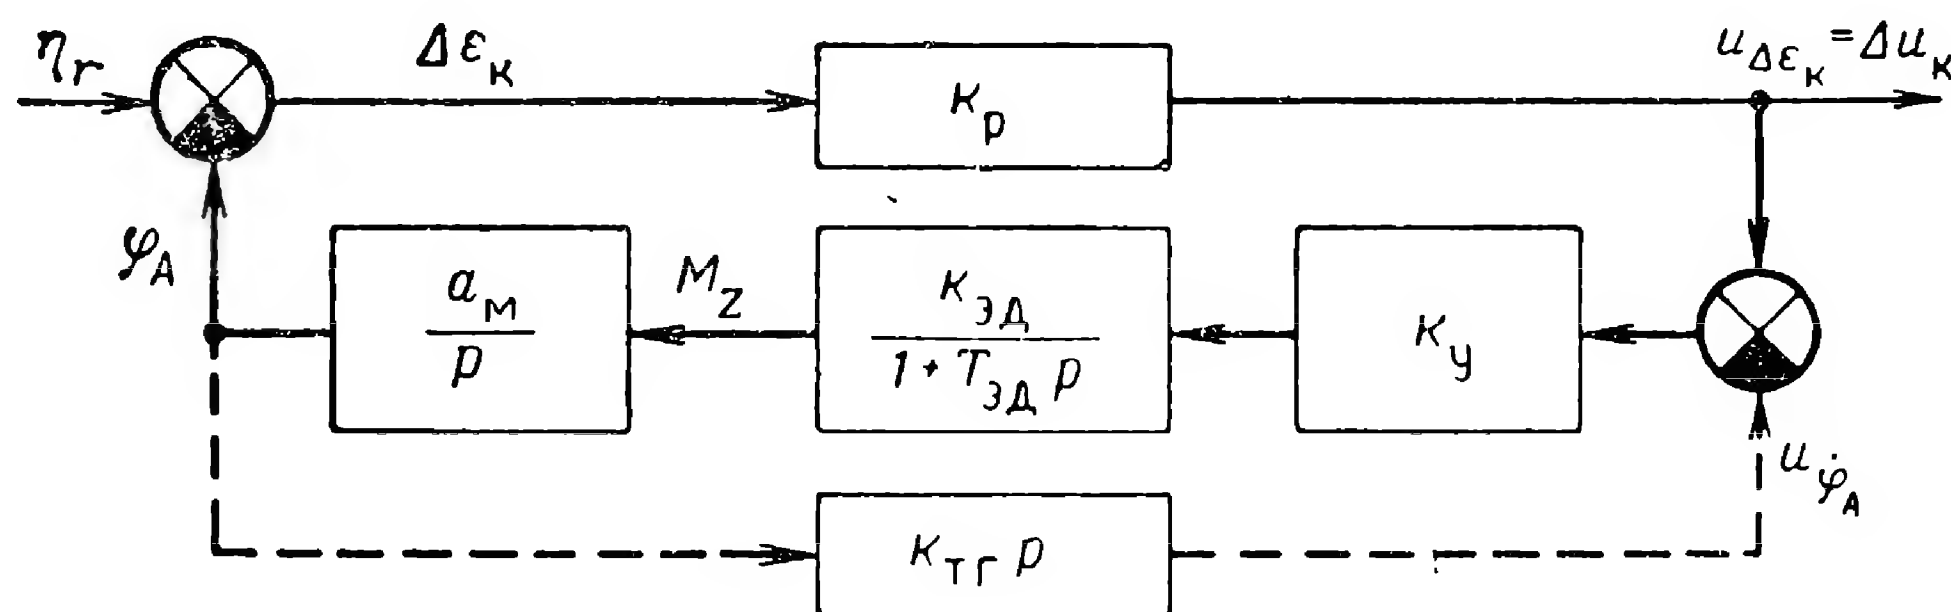 η_r
Δε_к
к_р
u_Δε_к = Δu_к
φ_А
a_м / p
M_z
к_ЭД / 1 + T_ЭД p
к_у
u_φ̇_А
к_тг p